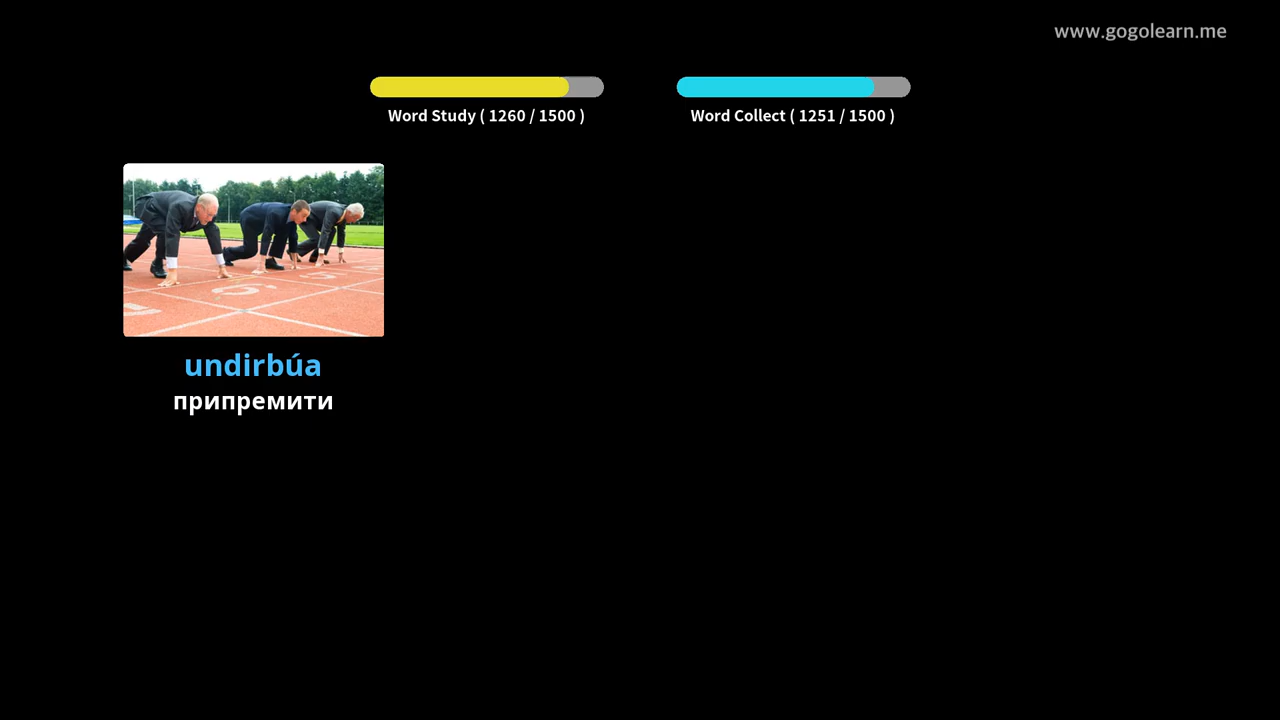 www.gogolearn.me
Word Study ( 1260 / 1500 )
Word Collect ( 1251 / 1500 )
undirbúa
припремити